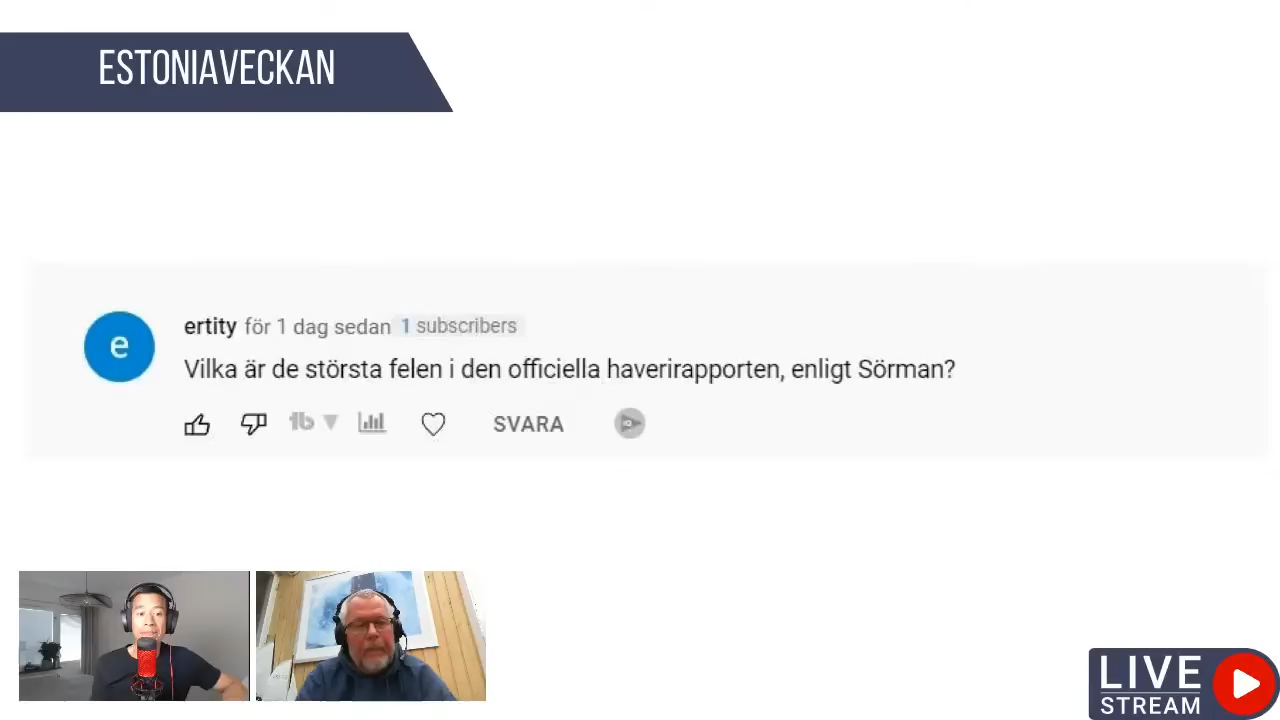 ESTONIAVECKAN
ertity för 1 dag sedan 1 subscribers
Vilka är de största felen i den officiella haverirapporten, enligt Sörman?
SVARA
LIVE
STREAM